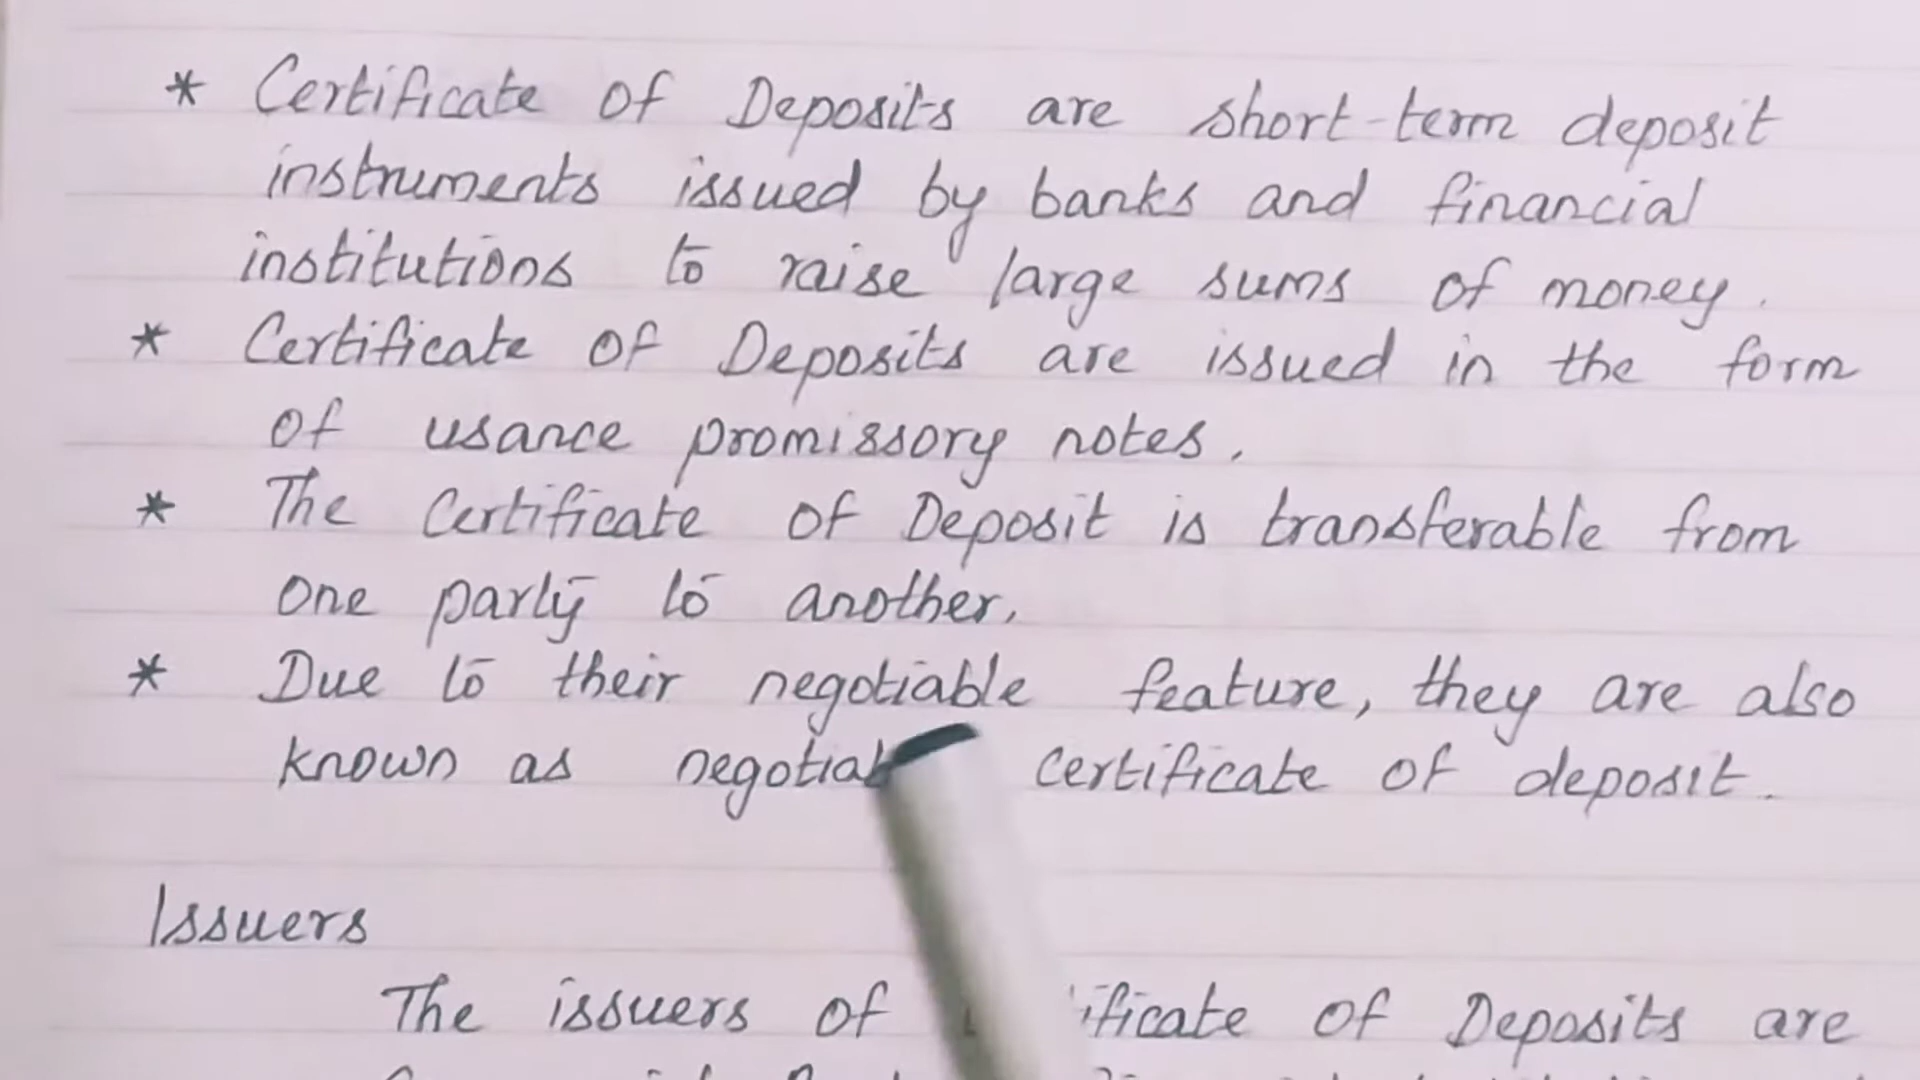 * Certificate of Deposits are short-term deposit
instruments issued by banks and financial
institutions to raise large sums of money.
* Certificate of Deposits are issued in the form
of usance promissory notes.
* The Certificate of Deposit is transferable from
one party to another.
* Due to their negotiable feature, they are also
known as certificate of deposit.
Issuers
The issuers of of Deposits are